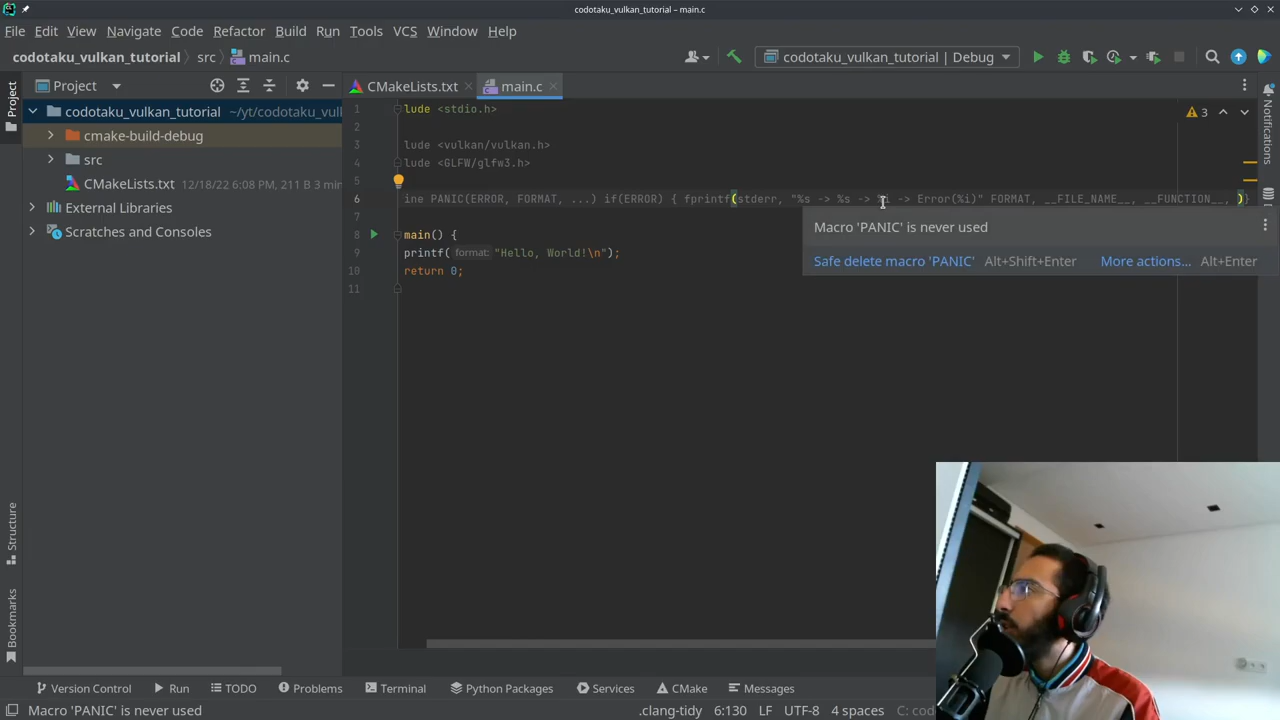 codotaku_vulkan_tutorial – main.c
File Edit View Navigate Code Refactor Build Run Tools VCS Window Help
codotaku_vulkan_tutorial src main.c
codotaku_vulkan_tutorial | Debug
Project
Project
CMakeLists.txt
main.c
Notifications
codotaku_vulkan_tutorial ~/yt/codotaku_vull
cmake-build-debug
src
CMakeLists.txt 12/18/22 6:08 PM, 211 B 3 min
External Libraries
Scratches and Consoles
1 lude <stdio.h>
3
2
3 lude <vulkan/vulkan.h>
4 lude <GLFW/glfw3.h>
5
6 ine PANIC(ERROR, FORMAT, ...) if(ERROR) { fprintf(stderr, "%s -> %s -> %i -> Error(%i)" FORMAT, __FILE_NAME__, __FUNCTION__, )}
7
8 main() {
9 printf( format: "Hello, World!\n");
10 return 0;
11
Macro 'PANIC' is never used
Safe delete macro 'PANIC' Alt+Shift+Enter More actions... Alt+Enter
Structure
Bookmarks
Version Control Run TODO Problems Terminal Python Packages Services CMake Messages
Macro 'PANIC' is never used
.clang-tidy 6:130 LF UTF-8 4 spaces